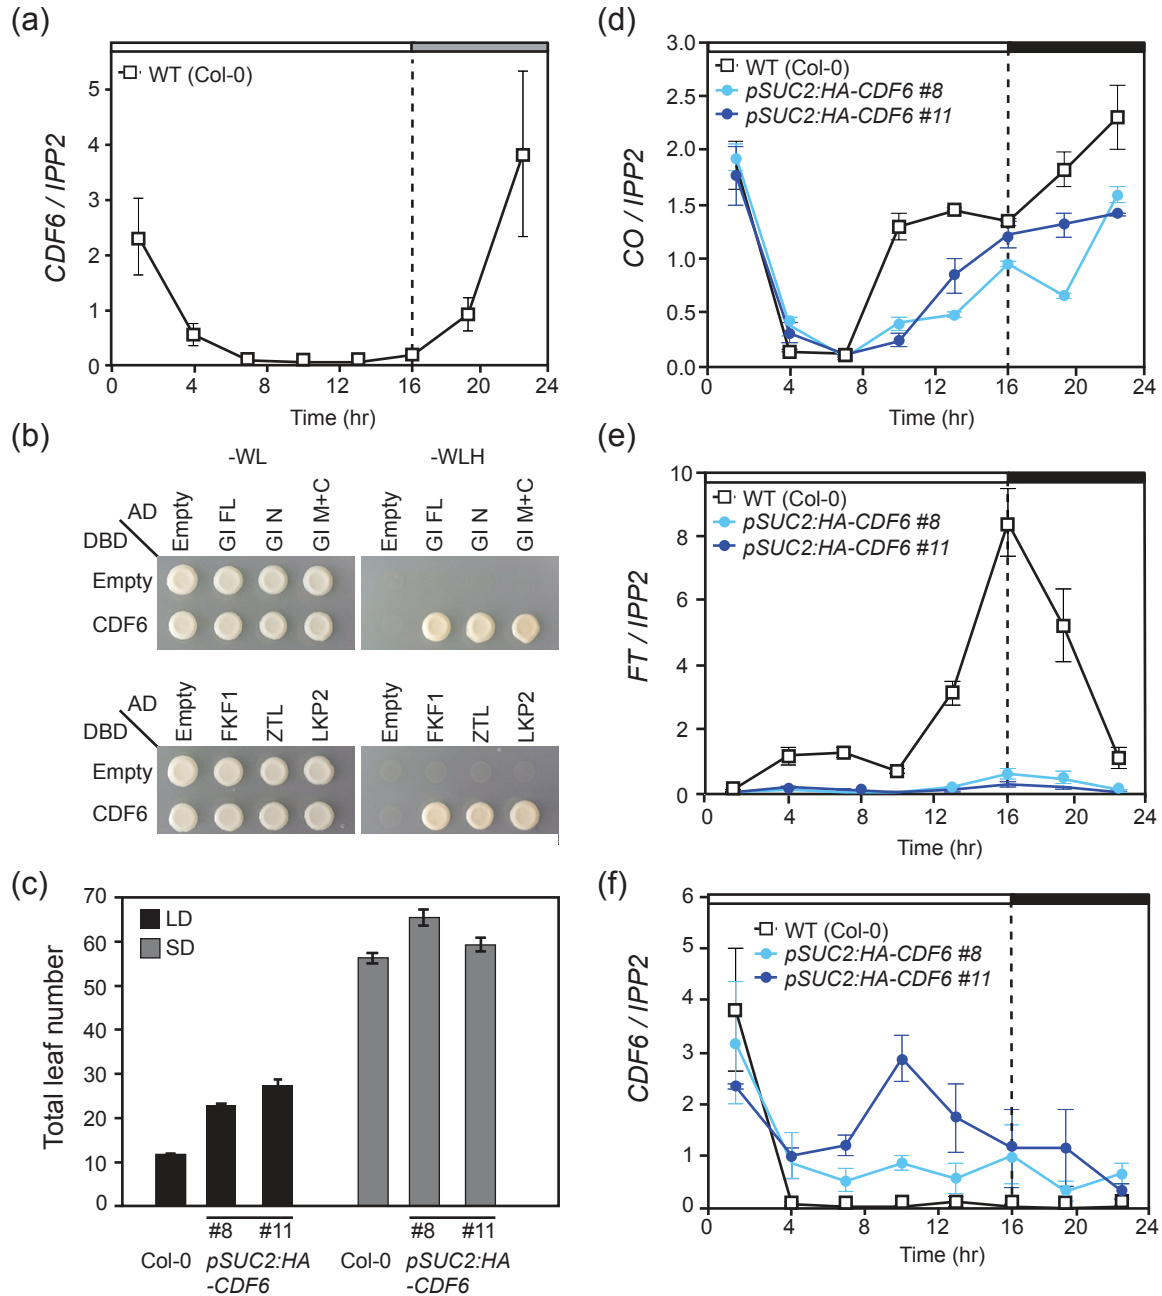 (a)
WT (Col-0)
CDF6 / IPP2
5
4
3
2
1
0
0 4 8 12 16 20 24
Time (hr)
(b)
-WL -WLH
AD
DBD
Empty GI FL GI N GI M+C Empty GI FL GI N GI M+C
Empty
CDF6
AD
DBD
Empty FKF1 ZTL LKP2 Empty FKF1 ZTL LKP2
Empty
CDF6
(c)
Total leaf number
70
60
50
40
30
20
10
0
LD
SD
#8 #11 #8 #11
Col-0 pSUC2:HA Col-0 pSUC2:HA
-CDF6 -CDF6
(d)
CO / IPP2
3.0
2.5
2.0
1.5
1.0
0.5
0.0
WT (Col-0)
pSUC2:HA-CDF6 #8
pSUC2:HA-CDF6 #11
0 4 8 12 16 20 24
Time (hr)
(e)
FT / IPP2
10
8
6
4
2
0
WT (Col-0)
pSUC2:HA-CDF6 #8
pSUC2:HA-CDF6 #11
0 4 8 12 16 20 24
Time (hr)
(f)
CDF6 / IPP2
6
5
4
3
2
1
0
WT (Col-0)
pSUC2:HA-CDF6 #8
pSUC2:HA-CDF6 #11
0 4 8 12 16 20 24
Time (hr)